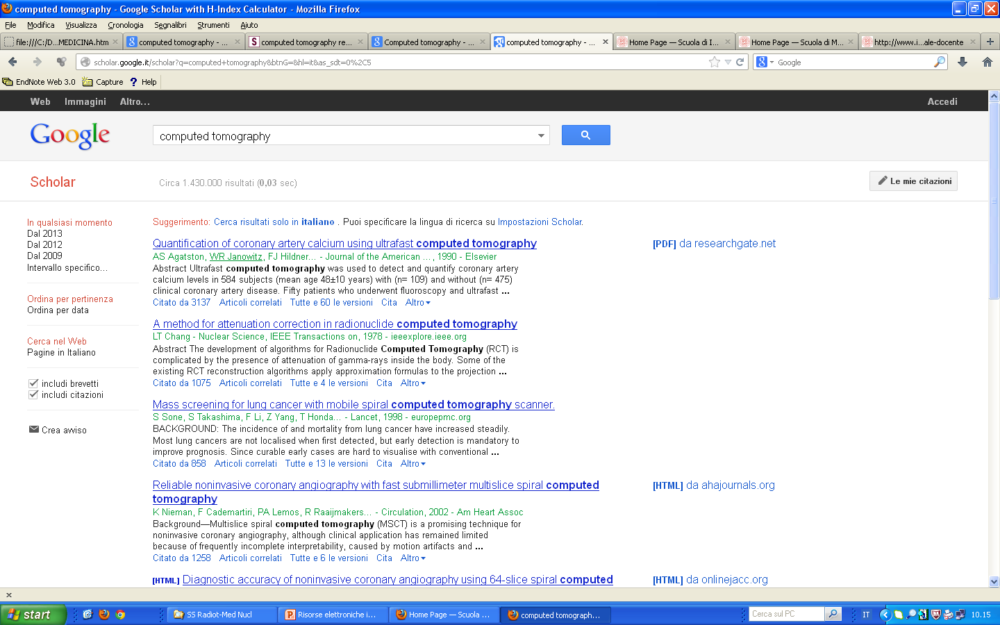 computed tomography - Google Scholar with H-Index Calculator - Mozilla Firefox
File Modifica Visualizza Cronologia Segnalibri Strumenti Aiuto
file:///C:/D...MEDICINA.htm
computed tomography - ...
computed tomography re...
Computed tomography - ...
computed tomography - ...
Home Page — Scuola di I...
Home Page — Scuola di M...
http://www.i...ale-docente
scholar.google.it/scholar?q=computed+tomography&btnG=&hl=it&as_sdt=0%2C5
Google
EndNote Web 3.0 Capture Help
Web Immagini Altro... Accedi
Google computed tomography
Scholar Circa 1.430.000 risultati (0,03 sec) Le mie citazioni
In qualsiasi momento
Dal 2013
Dal 2012
Dal 2009
Intervallo specifico...
Ordina per pertinenza
Ordina per data
Cerca nel Web
Pagine in Italiano
includi brevetti
includi citazioni
Crea avviso
Suggerimento: Cerca risultati solo in italiano . Puoi specificare la lingua di ricerca su Impostazioni Scholar.
Quantification of coronary artery calcium using ultrafast computed tomography
[PDF] da researchgate.net
AS Agatston, WR Janowitz, FJ Hildner... - Journal of the American ..., 1990 - Elsevier
Abstract Ultrafast computed tomography was used to detect and quantify coronary artery
calcium levels in 584 subjects (mean age 48±10 years) with (n= 109) and without (n= 475)
clinical coronary artery disease. Fifty patients who underwent fluoroscopy and ultrafast ...
Citato da 3137 Articoli correlati Tutte e 60 le versioni Cita Altro
A method for attenuation correction in radionuclide computed tomography
LT Chang - Nuclear Science, IEEE Transactions on, 1978 - ieeexplore.ieee.org
Abstract The development of algorithms for Radionuclide Computed Tomography (RCT) is
complicated by the presence of attenuation of gamma-rays inside the body. Some of the
existing RCT reconstruction algorithms apply approximation formulas to the projection ...
Citato da 1075 Articoli correlati Tutte e 4 le versioni Cita Altro
Mass screening for lung cancer with mobile spiral computed tomography scanner.
S Sone, S Takashima, F Li, Z Yang, T Honda... - Lancet, 1998 - europepmc.org
BACKGROUND: The incidence of and mortality from lung cancer have increased steadily.
Most lung cancers are not localised when first detected, but early detection is mandatory to
improve prognosis. Since curable early cases are hard to visualise with conventional ...
Citato da 858 Articoli correlati Tutte e 13 le versioni Cita Altro
Reliable noninvasive coronary angiography with fast submillimeter multislice spiral computed
tomography
[HTML] da ahajournals.org
K Nieman, F Cademartiri, PA Lemos, R Raaijmakers... - Circulation, 2002 - Am Heart Assoc
Background—Multislice spiral computed tomography (MSCT) is a promising technique for
noninvasive coronary angiography, although clinical application has remained limited
because of frequently incomplete interpretability, caused by motion artifacts and ...
Citato da 1258 Articoli correlati Tutte e 6 le versioni Cita Altro
[HTML] Diagnostic accuracy of noninvasive coronary angiography using 64-slice spiral computed
[HTML] da onlinejacc.org
start
SS Radiot-Med Nucl
Risorse elettroniche i...
Home Page — Scuola ...
computed tomograph...
Cerca sul PC
IT
10.15